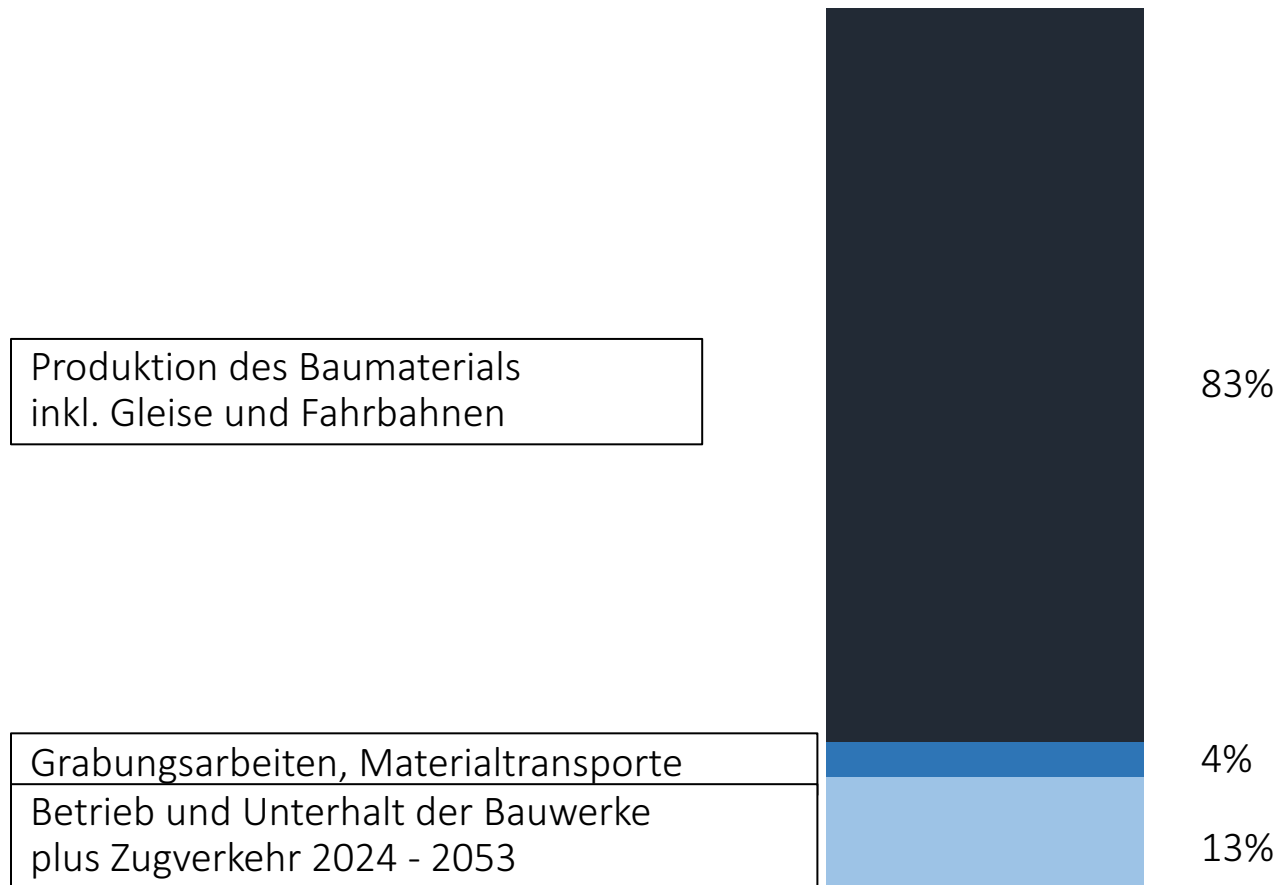 Produktion des Baumaterials
inkl. Gleise und Fahrbahnen
83%
Grabungsarbeiten, Materialtransporte
4%
Betrieb und Unterhalt der Bauwerke
plus Zugverkehr 2024 - 2053
13%